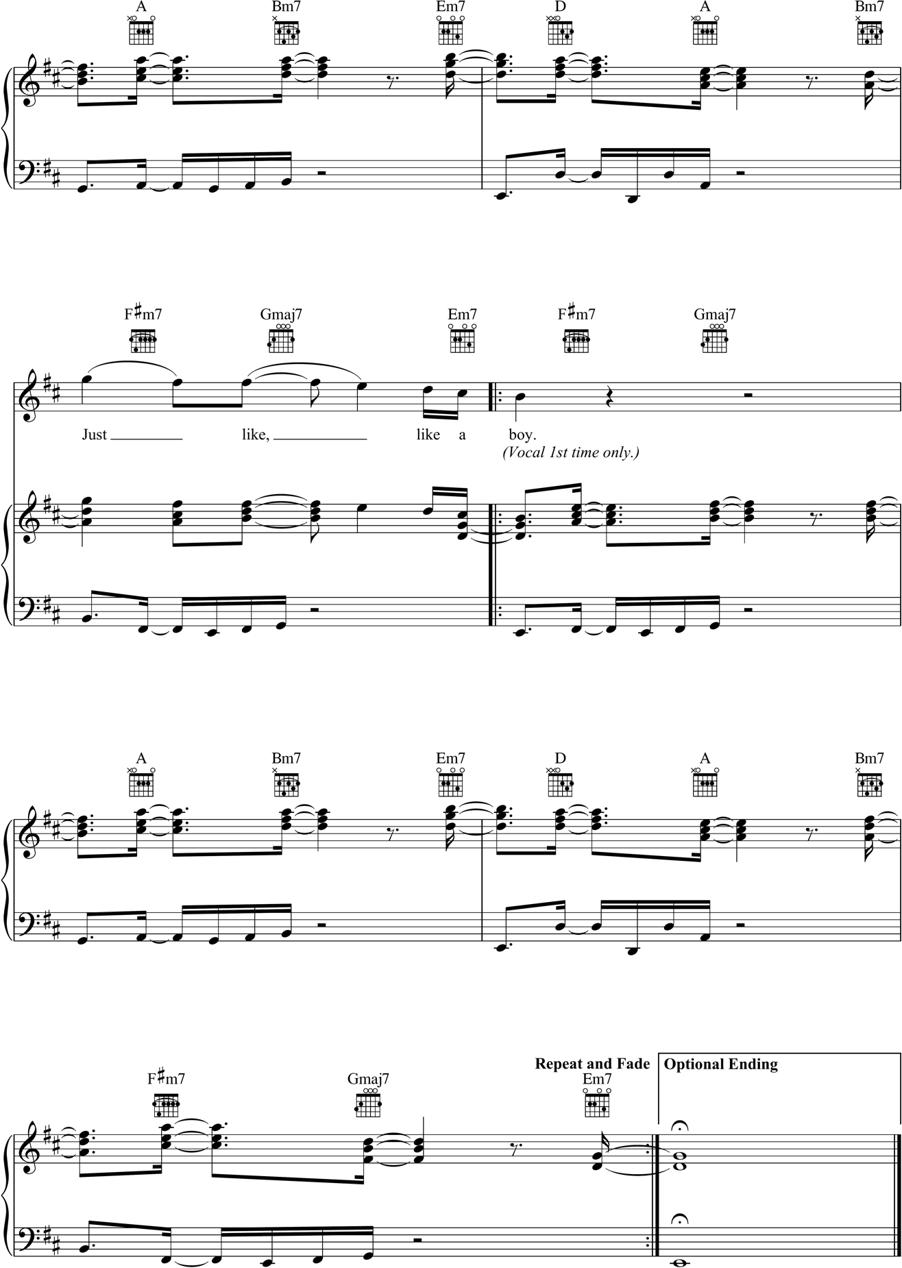 A Bm7 Em7 D A Bm7
F#m7 Gmaj7 Em7 F#m7 Gmaj7
Just like, like a boy.
(Vocal 1st time only.)
A Bm7 Em7 D A Bm7
Repeat and Fade Optional Ending
F#m7 Gmaj7 Em7